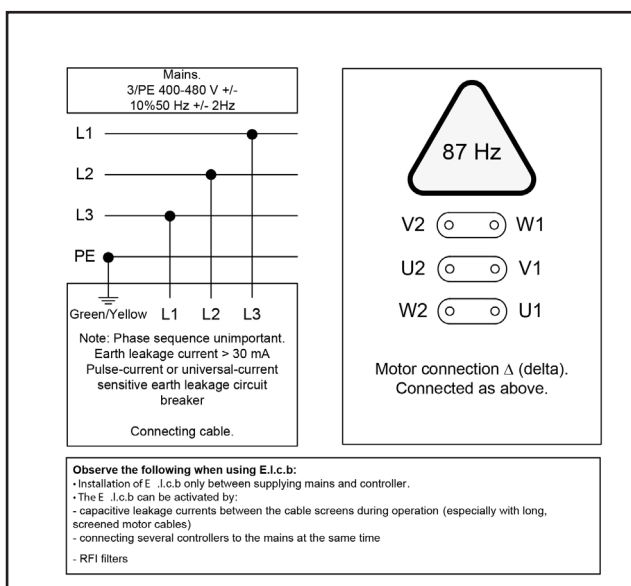 Mains.
3/PE 400-480 V +/-
10%50 Hz +/- 2Hz
L1
L2
L3
PE
Green/Yellow L1 L2 L3
Note: Phase sequence unimportant.
Earth leakage current > 30 mA
Pulse-current or universal-current
sensitive earth leakage circuit
breaker
Connecting cable.
87 Hz
V2 W1
U2 V1
W2 U1
Motor connection Δ (delta).
Connected as above.
Observe the following when using E.l.c.b:
• Installation of E .l.c.b only between supplying mains and controller.
• The E .l.c.b can be activated by:
- capacitive leakage currents between the cable screens during operation (especially with long,
screened motor cables)
- connecting several controllers to the mains at the same time
- RFI filters